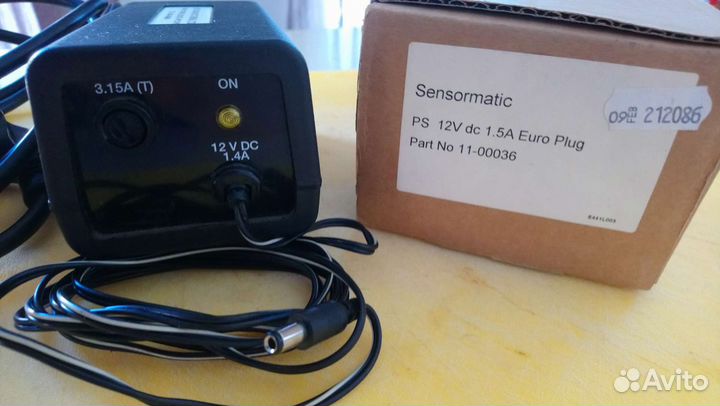 3.15A (T)
ON
12 V DC
1.4A
Sensormatic
PS 12V dc 1.5A Euro Plug
Part No 11-00036
09 FEB 212086
Avito